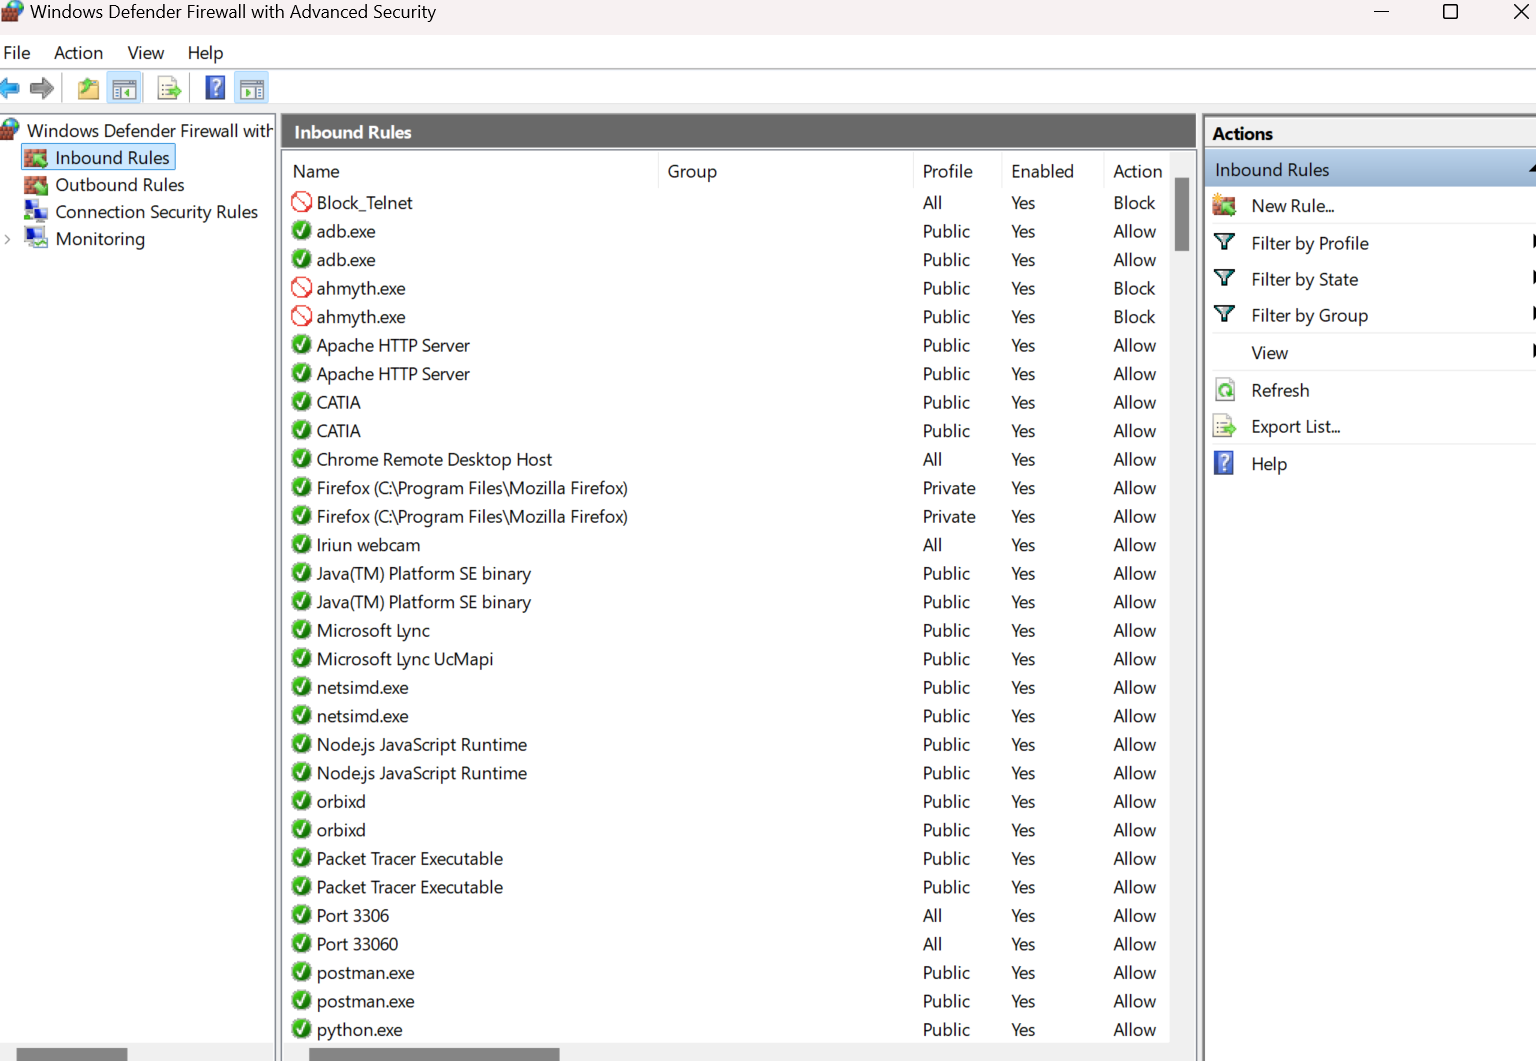 Windows Defender Firewall with Advanced Security
File Action View Help
Windows Defender Firewall with
Inbound Rules
Outbound Rules
Connection Security Rules
Monitoring
Inbound Rules
Name Group Profile Enabled Action
Block_Telnet All Yes Block
adb.exe Public Yes Allow
adb.exe Public Yes Allow
ahmyth.exe Public Yes Block
ahmyth.exe Public Yes Block
Apache HTTP Server Public Yes Allow
Apache HTTP Server Public Yes Allow
CATIA Public Yes Allow
CATIA Public Yes Allow
Chrome Remote Desktop Host All Yes Allow
Firefox (C:\Program Files\Mozilla Firefox) Private Yes Allow
Firefox (C:\Program Files\Mozilla Firefox) Private Yes Allow
Iriun webcam All Yes Allow
Java(TM) Platform SE binary Public Yes Allow
Java(TM) Platform SE binary Public Yes Allow
Microsoft Lync Public Yes Allow
Microsoft Lync UcMapi Public Yes Allow
netsimd.exe Public Yes Allow
netsimd.exe Public Yes Allow
Node.js JavaScript Runtime Public Yes Allow
Node.js JavaScript Runtime Public Yes Allow
orbixd Public Yes Allow
orbixd Public Yes Allow
Packet Tracer Executable Public Yes Allow
Packet Tracer Executable Public Yes Allow
Port 3306 All Yes Allow
Port 33060 All Yes Allow
postman.exe Public Yes Allow
postman.exe Public Yes Allow
python.exe Public Yes Allow
Actions
Inbound Rules
New Rule...
Filter by Profile
Filter by State
Filter by Group
View
Refresh
Export List...
Help